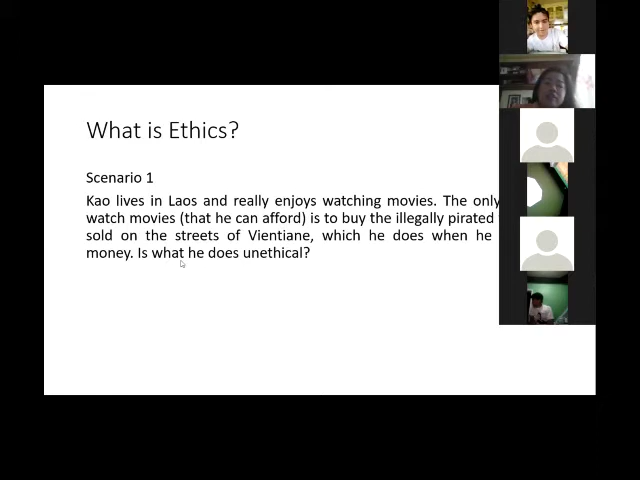 What is Ethics?
Scenario 1
Kao lives in Laos and really enjoys watching movies. The only
watch movies (that he can afford) is to buy the illegally pirated
sold on the streets of Vientiane, which he does when he
money. Is what he does unethical?